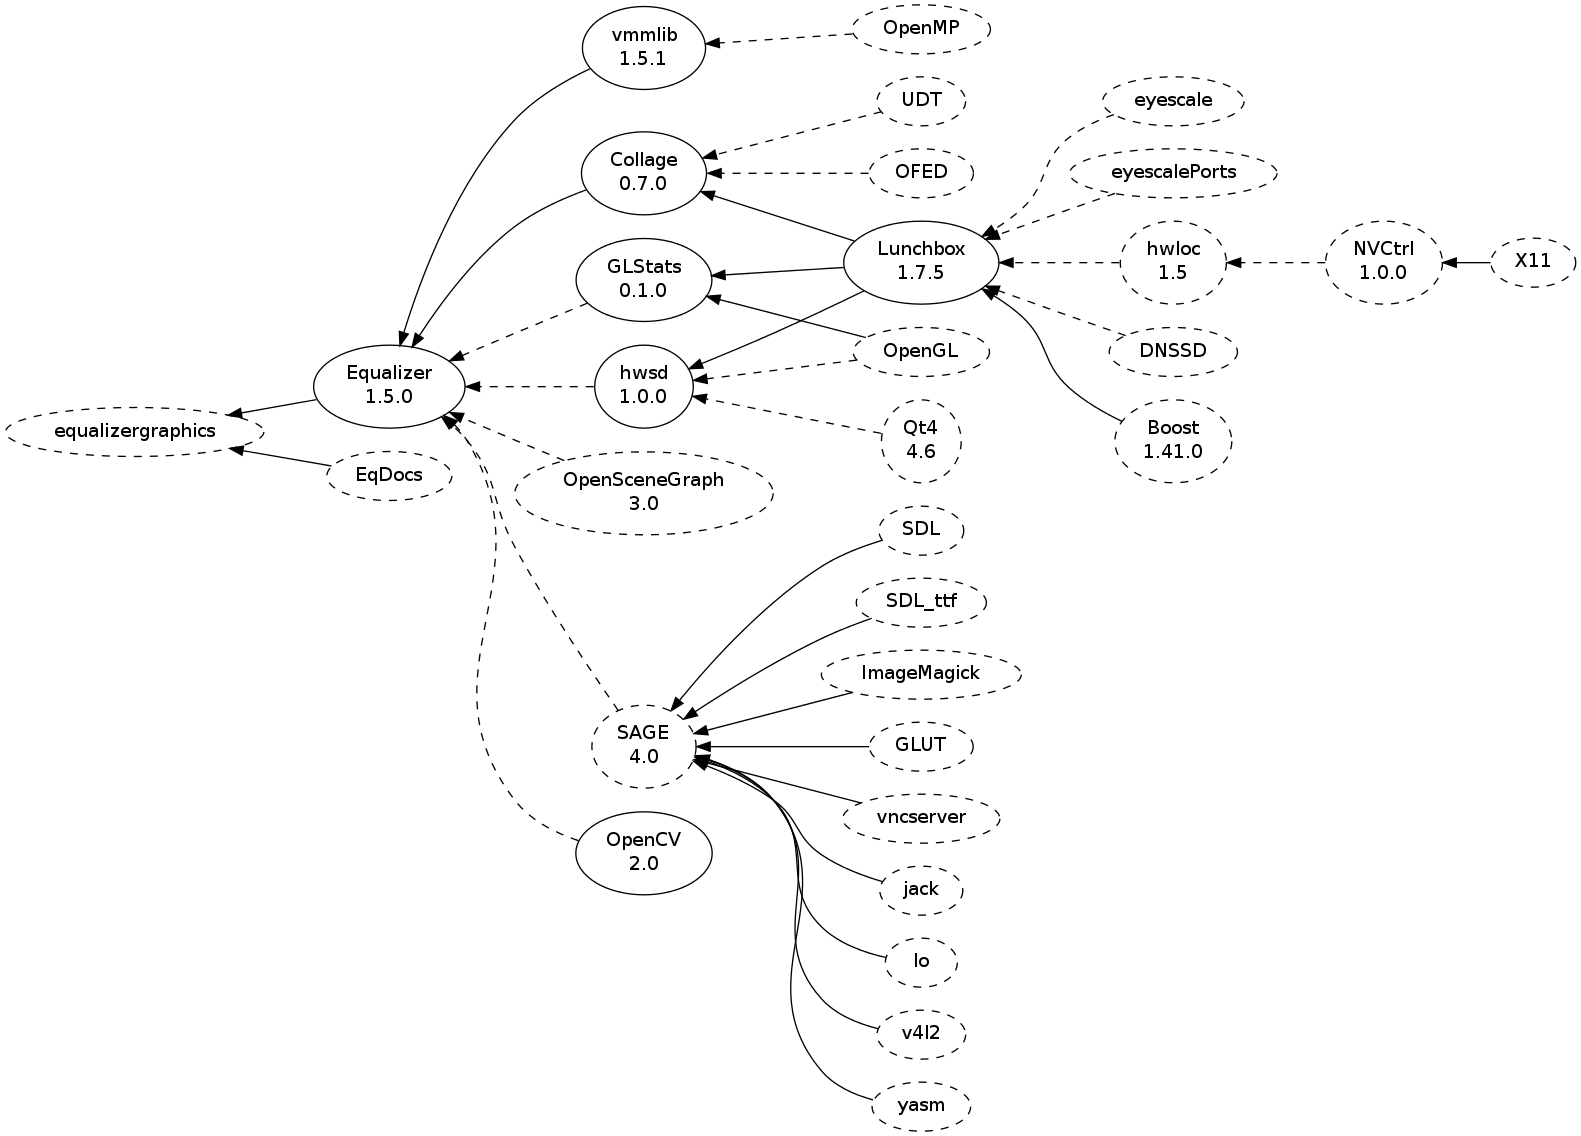 vmmlib
1.5.1
OpenMP
UDT
eyescale
Collage
0.7.0
OFED
eyescalePorts
GLStats
0.1.0
Lunchbox
1.7.5
hwloc
1.5
NVCtrl
1.0.0
X11
OpenGL
DNSSD
Equalizer
1.5.0
hwsd
1.0.0
equalizergraphics
Qt4
4.6
Boost
1.41.0
EqDocs
OpenSceneGraph
3.0
SDL
SDL_ttf
ImageMagick
SAGE
4.0
GLUT
vncserver
OpenCV
2.0
jack
lo
v4l2
yasm